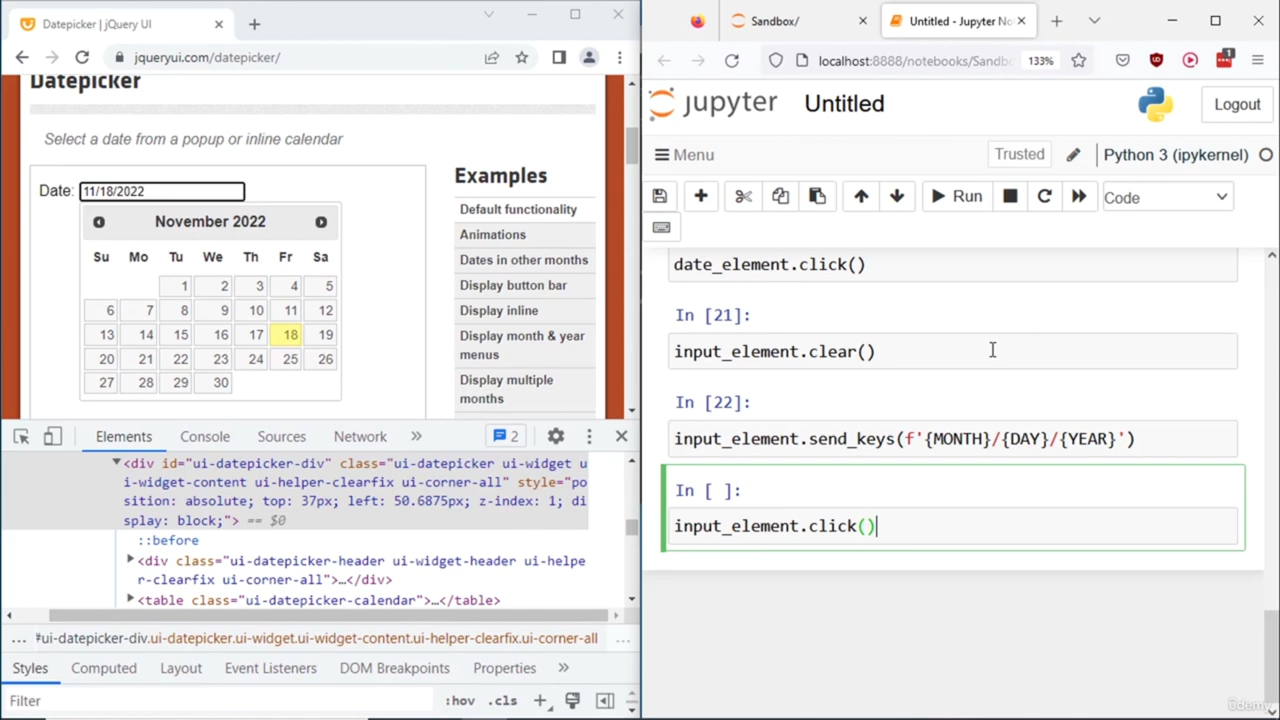 Datepicker | jQuery UI
jqueryui.com/datepicker/
Datepicker
Select a date from a popup or inline calendar
Date: 11/18/2022
November 2022
Su Mo Tu We Th Fr Sa
1 2 3 4 5
6 7 8 9 10 11 12
13 14 15 16 17 18 19
20 21 22 23 24 25 26
27 28 29 30
Examples
Default functionality
Animations
Dates in other months
Display button bar
Display inline
Display month & year
menus
Display multiple
months
Elements Console Sources Network » 2
<div id="ui-datepicker-div" class="ui-datepicker ui-widget u
i-widget-content ui-helper-clearfix ui-corner-all" style="po
sition: absolute; top: 37px; left: 50.6875px; z-index: 1; di
splay: block;"> == $0
::before
<div class="ui-datepicker-header ui-widget-header ui-helpe
r-clearfix ui-corner-all">…</div>
<table class="ui-datepicker-calendar">…</table>
... #ui-datepicker-div.ui-datepicker.ui-widget.ui-widget-content.ui-helper-clearfix.ui-corner-all ...
Styles Computed Layout Event Listeners DOM Breakpoints Properties »
Filter :hov .cls +
Sandbox/
Untitled - Jupyter No
localhost:8888/notebooks/Sandb 133%
1
jupyter Untitled
Logout
Menu
Trusted
Python 3 (ipykernel)
Run
Code
date_element.click()
In [21]:
input_element.clear()
In [22]:
input_element.send_keys(f'{MONTH}/{DAY}/{YEAR}')
In [ ]:
input_element.click()
ûdemy